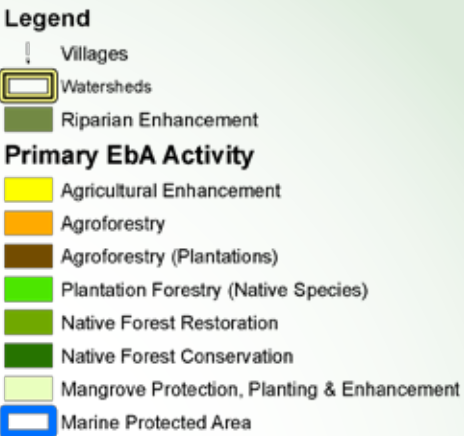 Legend
Villages
Watersheds
Riparian Enhancement
Primary EbA Activity
Agricultural Enhancement
Agroforestry
Agroforestry (Plantations)
Plantation Forestry (Native Species)
Native Forest Restoration
Native Forest Conservation
Mangrove Protection, Planting & Enhancement
Marine Protected Area